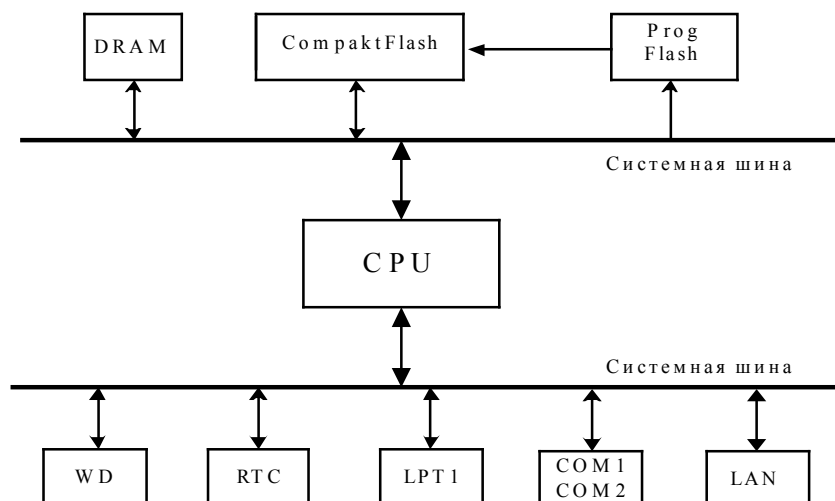 DRAM
CompaktFlash
Prog
Flash
Системная шина
CPU
Системная шина
WD
RTC
LPT1
COM1
COM2
LAN